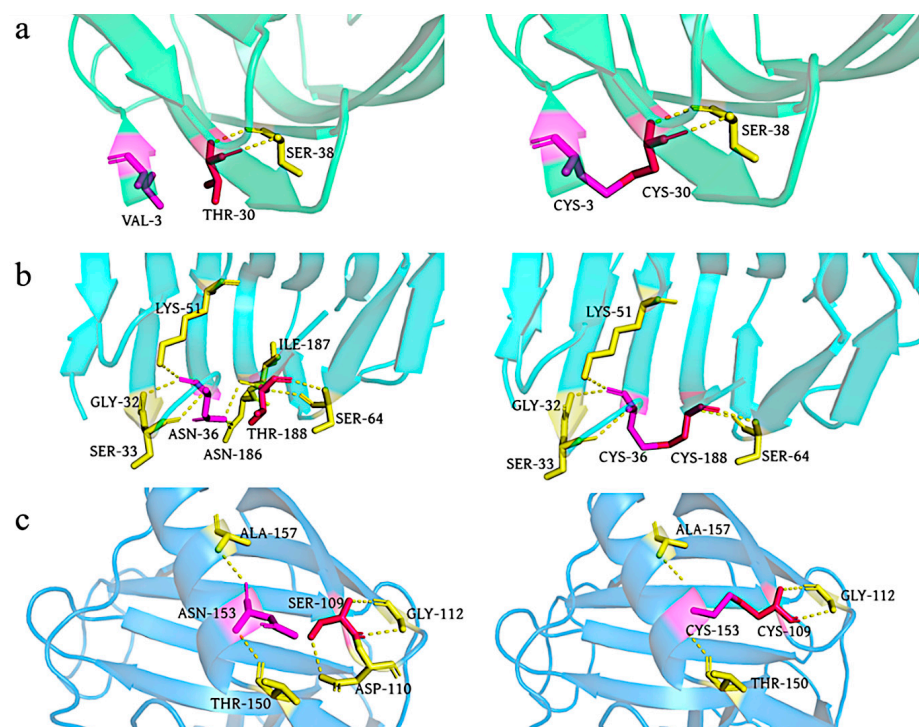 a
SER-38
VAL-3
THR-30
SER-38
CYS-3
CYS-30
b
LYS-51
ILE-187
GLY-32
ASN-36
THR-188
SER-64
SER-33
ASN-186
LYS-51
GLY-32
SER-33
CYS-36
CYS-188
SER-64
c
ALA-157
SER-109
ASN-153
GLY-112
ASP-110
THR-150
ALA-157
GLY-112
CYS-153
CYS-109
THR-150